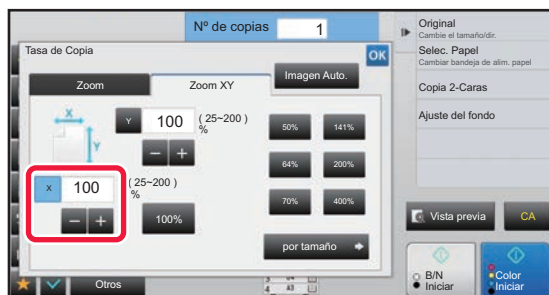 Nº de copias 1
Tasa de Copia
OK
Zoom
Zoom XY
Imagen Auto.
X
Y
Y 100 ( 25~200 )
%
50% 141%
64% 200%
70% 400%
X 100 ( 25~200 )
%
100%
por tamaño
Otros
A3
Original
Cambie el tamaño/dir.
Selec. Papel
Cambiar bandeja de alim. papel
Copia 2-Caras
Ajuste del fondo
Vista previa
CA
B/N
Iniciar
Color
Iniciar